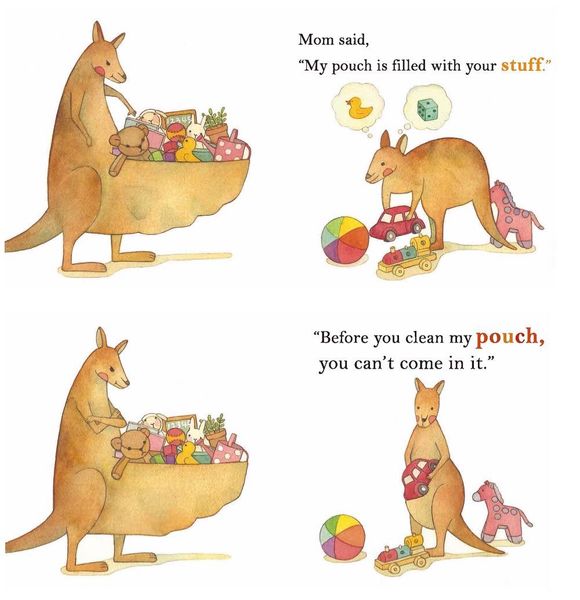 Mom said,
“My pouch is filled with your stuff.”
“Before you clean my pouch,
you can’t come in it.”